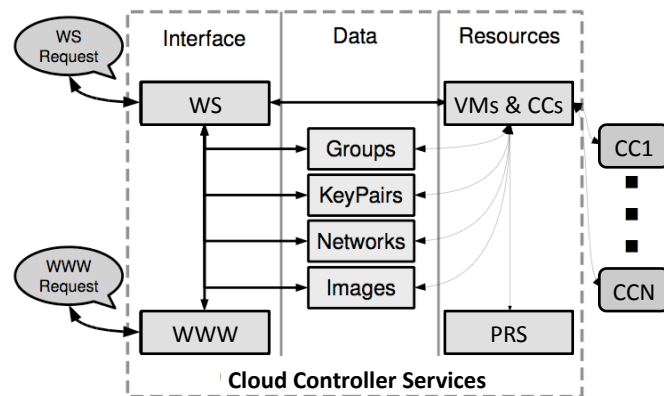 WS
Request
Interface
Data
Resources
WS
VMs & CCs
Groups
CC1
KeyPairs
Networks
WWW
Request
Images
CCN
WWW
PRS
Cloud Controller Services